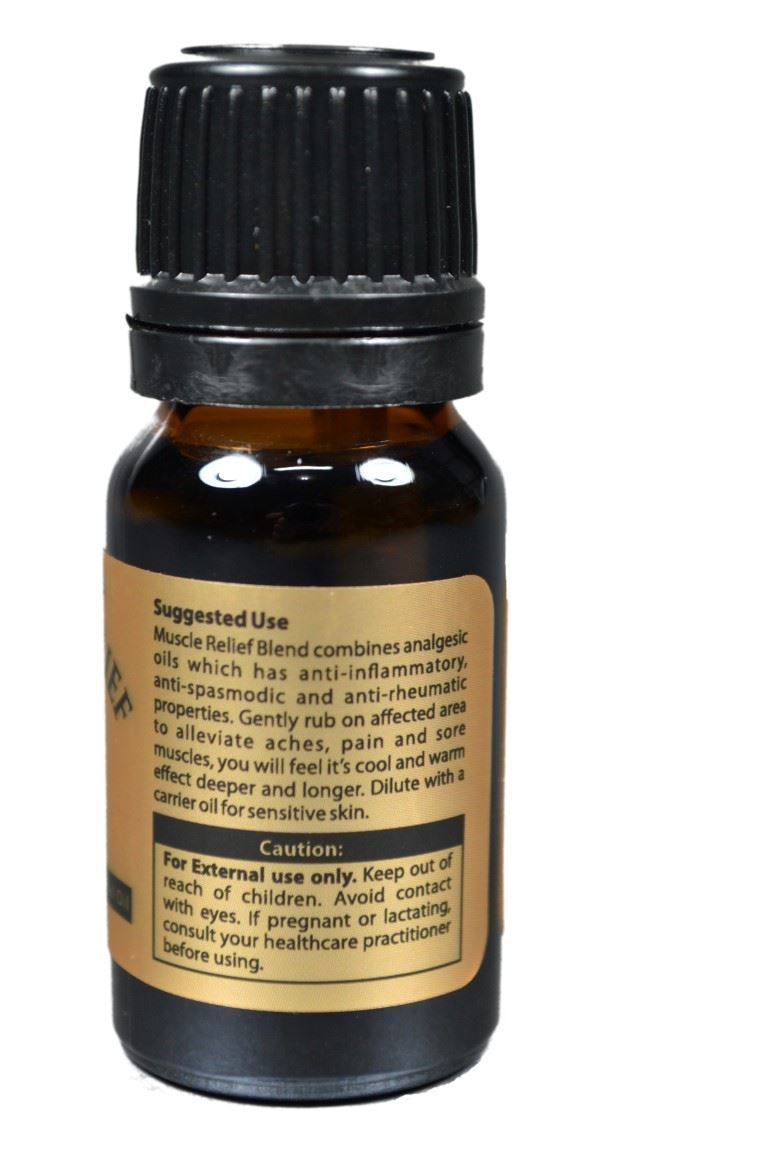 Suggested Use
Muscle Relief Blend combines analgesic
oils which has anti-inflammatory,
anti-spasmodic and anti-rheumatic
properties. Gently rub on affected area
to alleviate aches, pain and sore
muscles, you will feel it's cool and warm
effect deeper and longer. Dilute with a
carrier oil for sensitive skin.
Caution:
For External use only. Keep out of
reach of children. Avoid contact
with eyes. If pregnant or lactating,
consult your healthcare practitioner
before using.